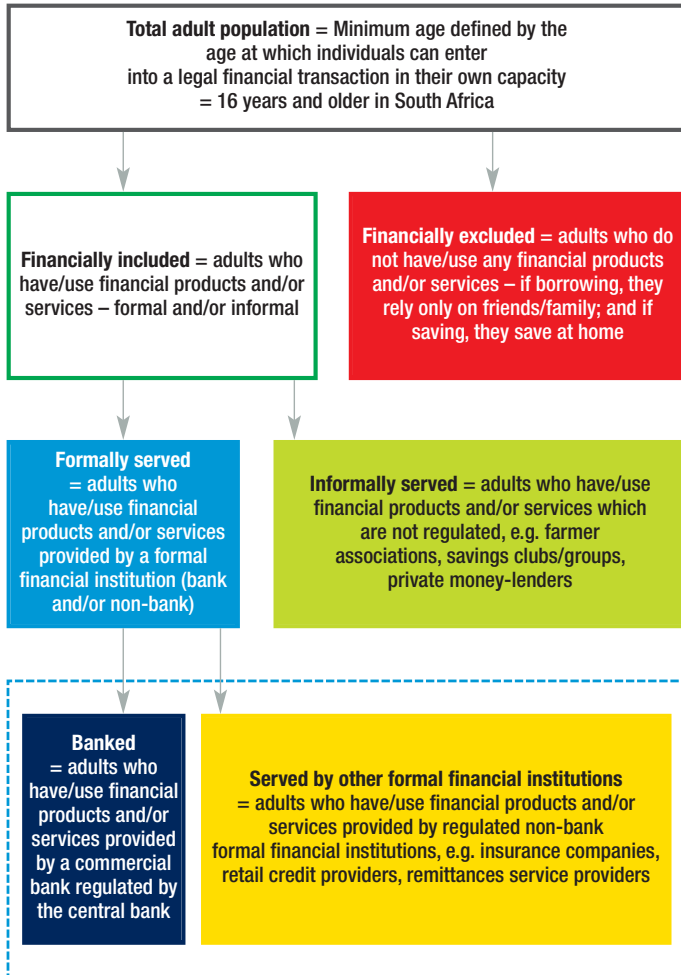 Total adult population = Minimum age defined by the
age at which individuals can enter
into a legal financial transaction in their own capacity
= 16 years and older in South Africa
Financially included = adults who
have/use financial products and/or
services – formal and/or informal
Financially excluded = adults who do
not have/use any financial products
and/or services – if borrowing, they
rely only on friends/family; and if
saving, they save at home
Formally served
= adults who
have/use financial
products and/or services
provided by a formal
financial institution (bank
and/or non-bank)
Informally served = adults who have/use
financial products and/or services which
are not regulated, e.g. farmer
associations, savings clubs/groups,
private money-lenders
Banked
= adults who
have/use financial
products and/or
services provided
by a commercial
bank regulated by
the central bank
Served by other formal financial institutions
= adults who have/use financial products and/or
services provided by regulated non-bank
formal financial institutions, e.g. insurance companies,
retail credit providers, remittances service providers